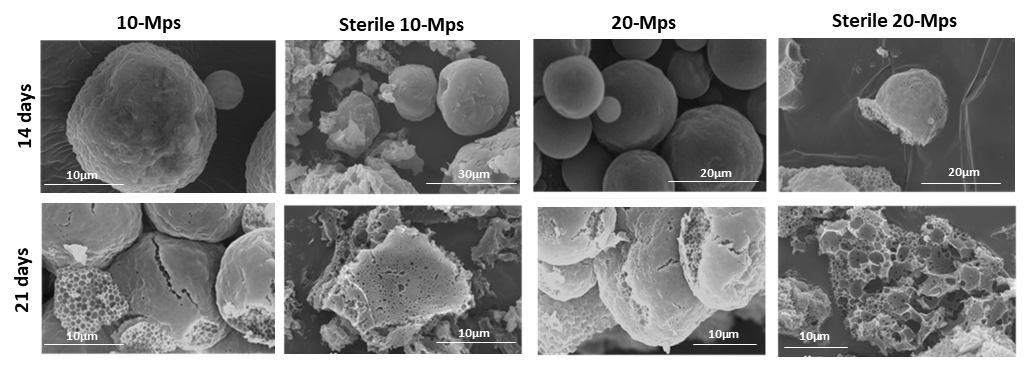 10-Mps Sterile 10-Mps 20-Mps Sterile 20-Mps
14 days
10µm 30µm 20µm 20µm
21 days
10µm 10µm 10µm 10µm